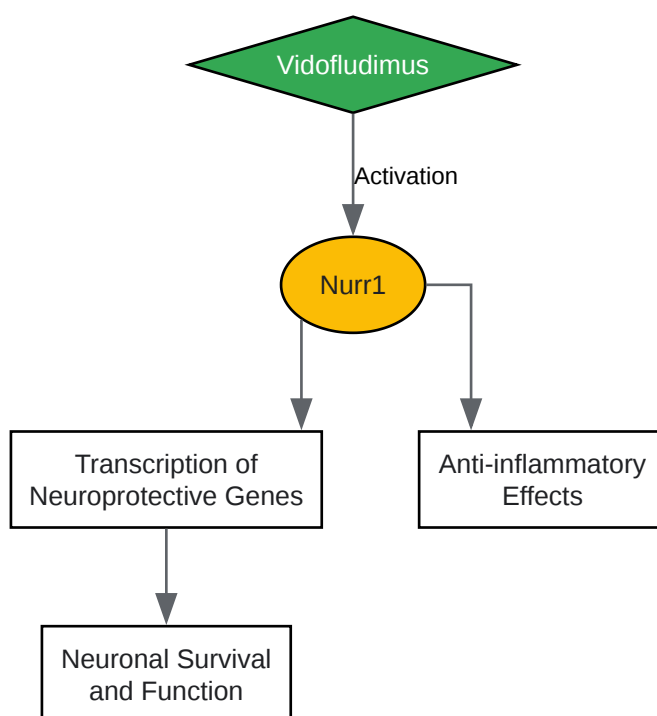 Vidofludimus
Activation
Nurr1
Transcription of
Neuroprotective Genes
Anti-inflammatory
Effects
Neuronal Survival
and Function